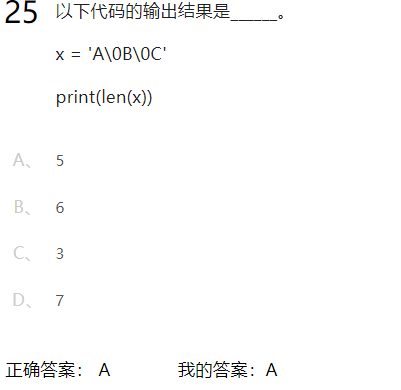 25 以下代码的输出结果是______。
x = 'A\0B\0C'
print(len(x))
A、 5
B、 6
C、 3
D、 7
正确答案： A 我的答案：A